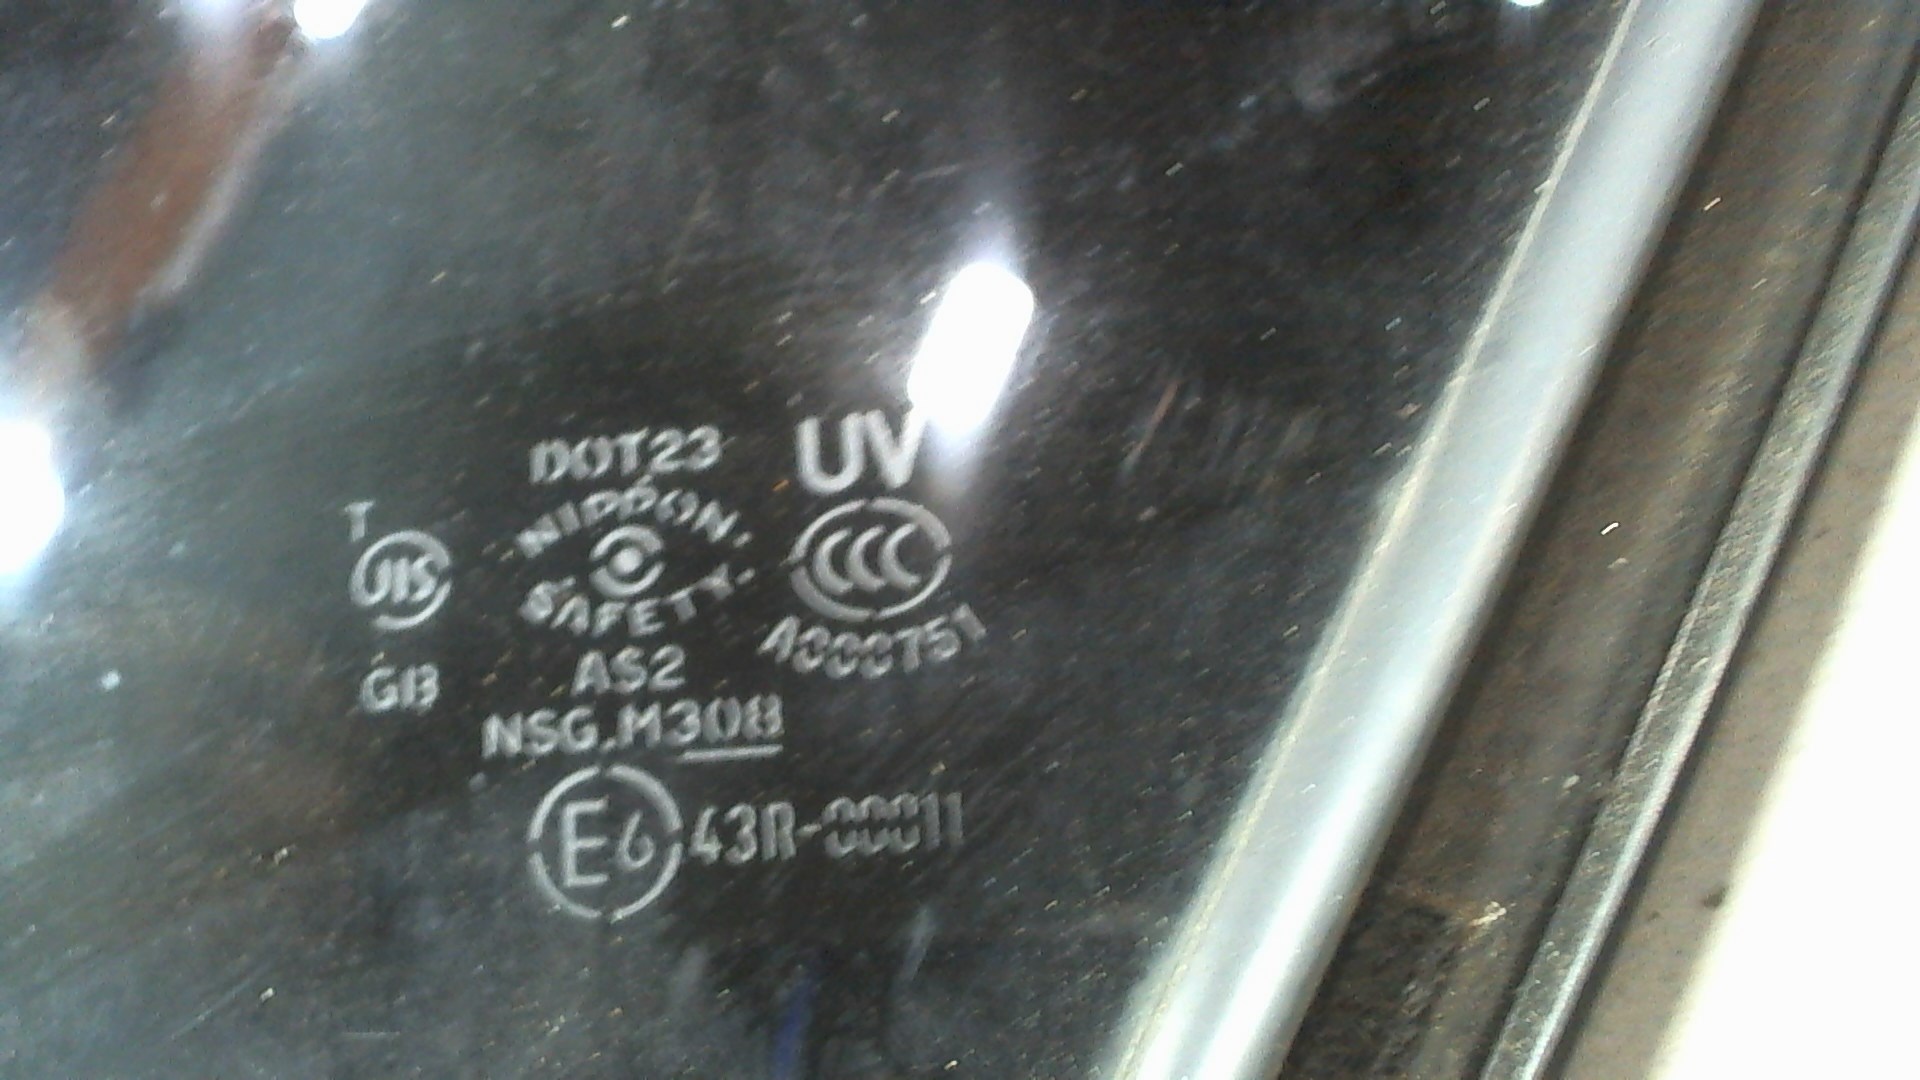 DOT23
UV
NIPPON
T
JIS
CCC
SAFETY
A000751
AS2
GB
NSG.M308
E6 43R-00011